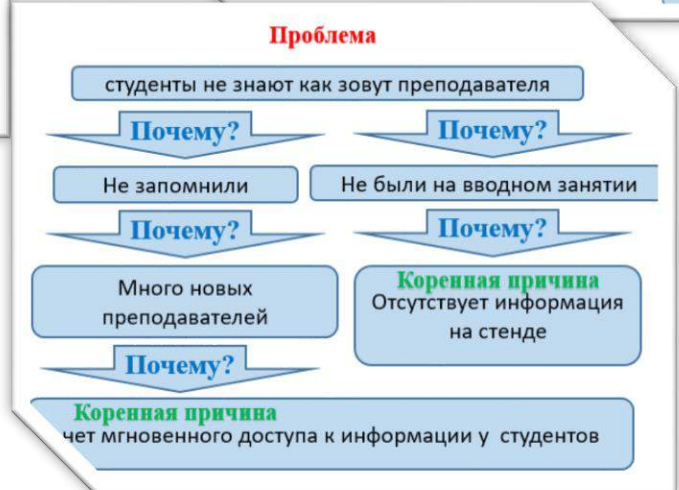 Проблема
студенты не знают как зовут преподавателя
Почему?
Почему?
Не запомнили
Не были на вводном занятии
Почему?
Почему?
Много новых
преподавателей
Коренная причина
Отсутствует информация
на стенде
Почему?
Коренная причина
мгновенного доступа к информации у студентов